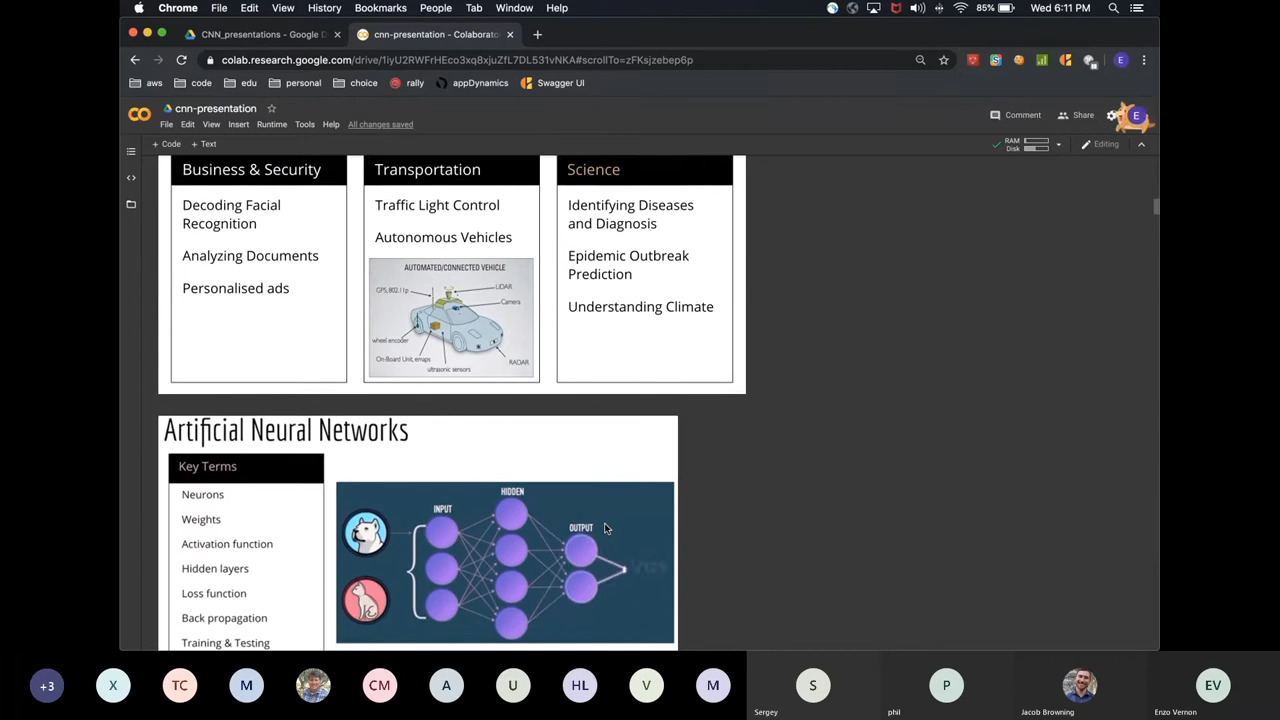 Chrome File Edit View History Bookmarks People Tab Window Help 85% Wed 6:11 PM
CNN_presentations - Google D cnn-presentation - Colaborato
colab.research.google.com/drive/1iyU2RWFrHEco3xq8xjuZfL7DL531vNKA#scrollTo=zFKsjzebep6p
aws code edu personal choice rally appDynamics Swagger UI
cnn-presentation
File Edit View Insert Runtime Tools Help All changes saved
Comment Share E
+ Code + Text
RAM
Disk
Editing
Business & Security
Decoding Facial
Recognition
Analyzing Documents
Personalised ads
Transportation
Traffic Light Control
Autonomous Vehicles
AUTOMATED/CONNECTED VEHICLE
GPS, 802.11p
LiDAR
Camera
wheel encoder
On-Board Unit, emaps
ultrasonic sensors
RADAR
Science
Identifying Diseases
and Diagnosis
Epidemic Outbreak
Prediction
Understanding Climate
Artificial Neural Networks
Key Terms
Neurons
Weights
Activation function
Hidden layers
Loss function
Back propagation
Training & Testing
INPUT
HIDDEN
OUTPUT
+3 X TC M CM A U HL V M S P EV
Sergey phil Jacob Browning Enzo Vernon